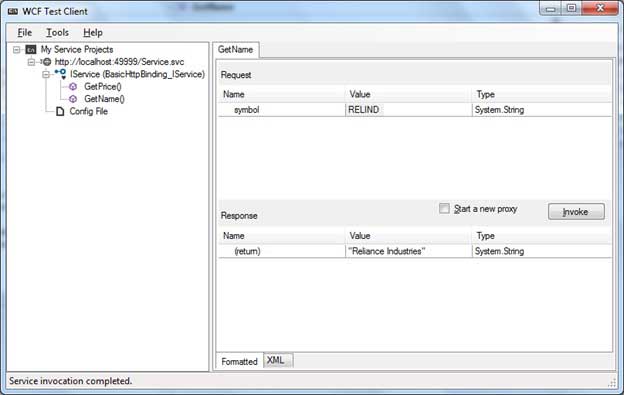 WCF Test Client
File Tools Help
My Service Projects
http://localhost:49999/Service.svc
IService (BasicHttpBinding_IService)
GetPrice()
GetName()
Config File
GetName
Request
Name Value Type
symbol RELIND System.String
Start a new proxy Invoke
Response
Name Value Type
(return) "Reliance Industries" System.String
Formatted XML
Service invocation completed.